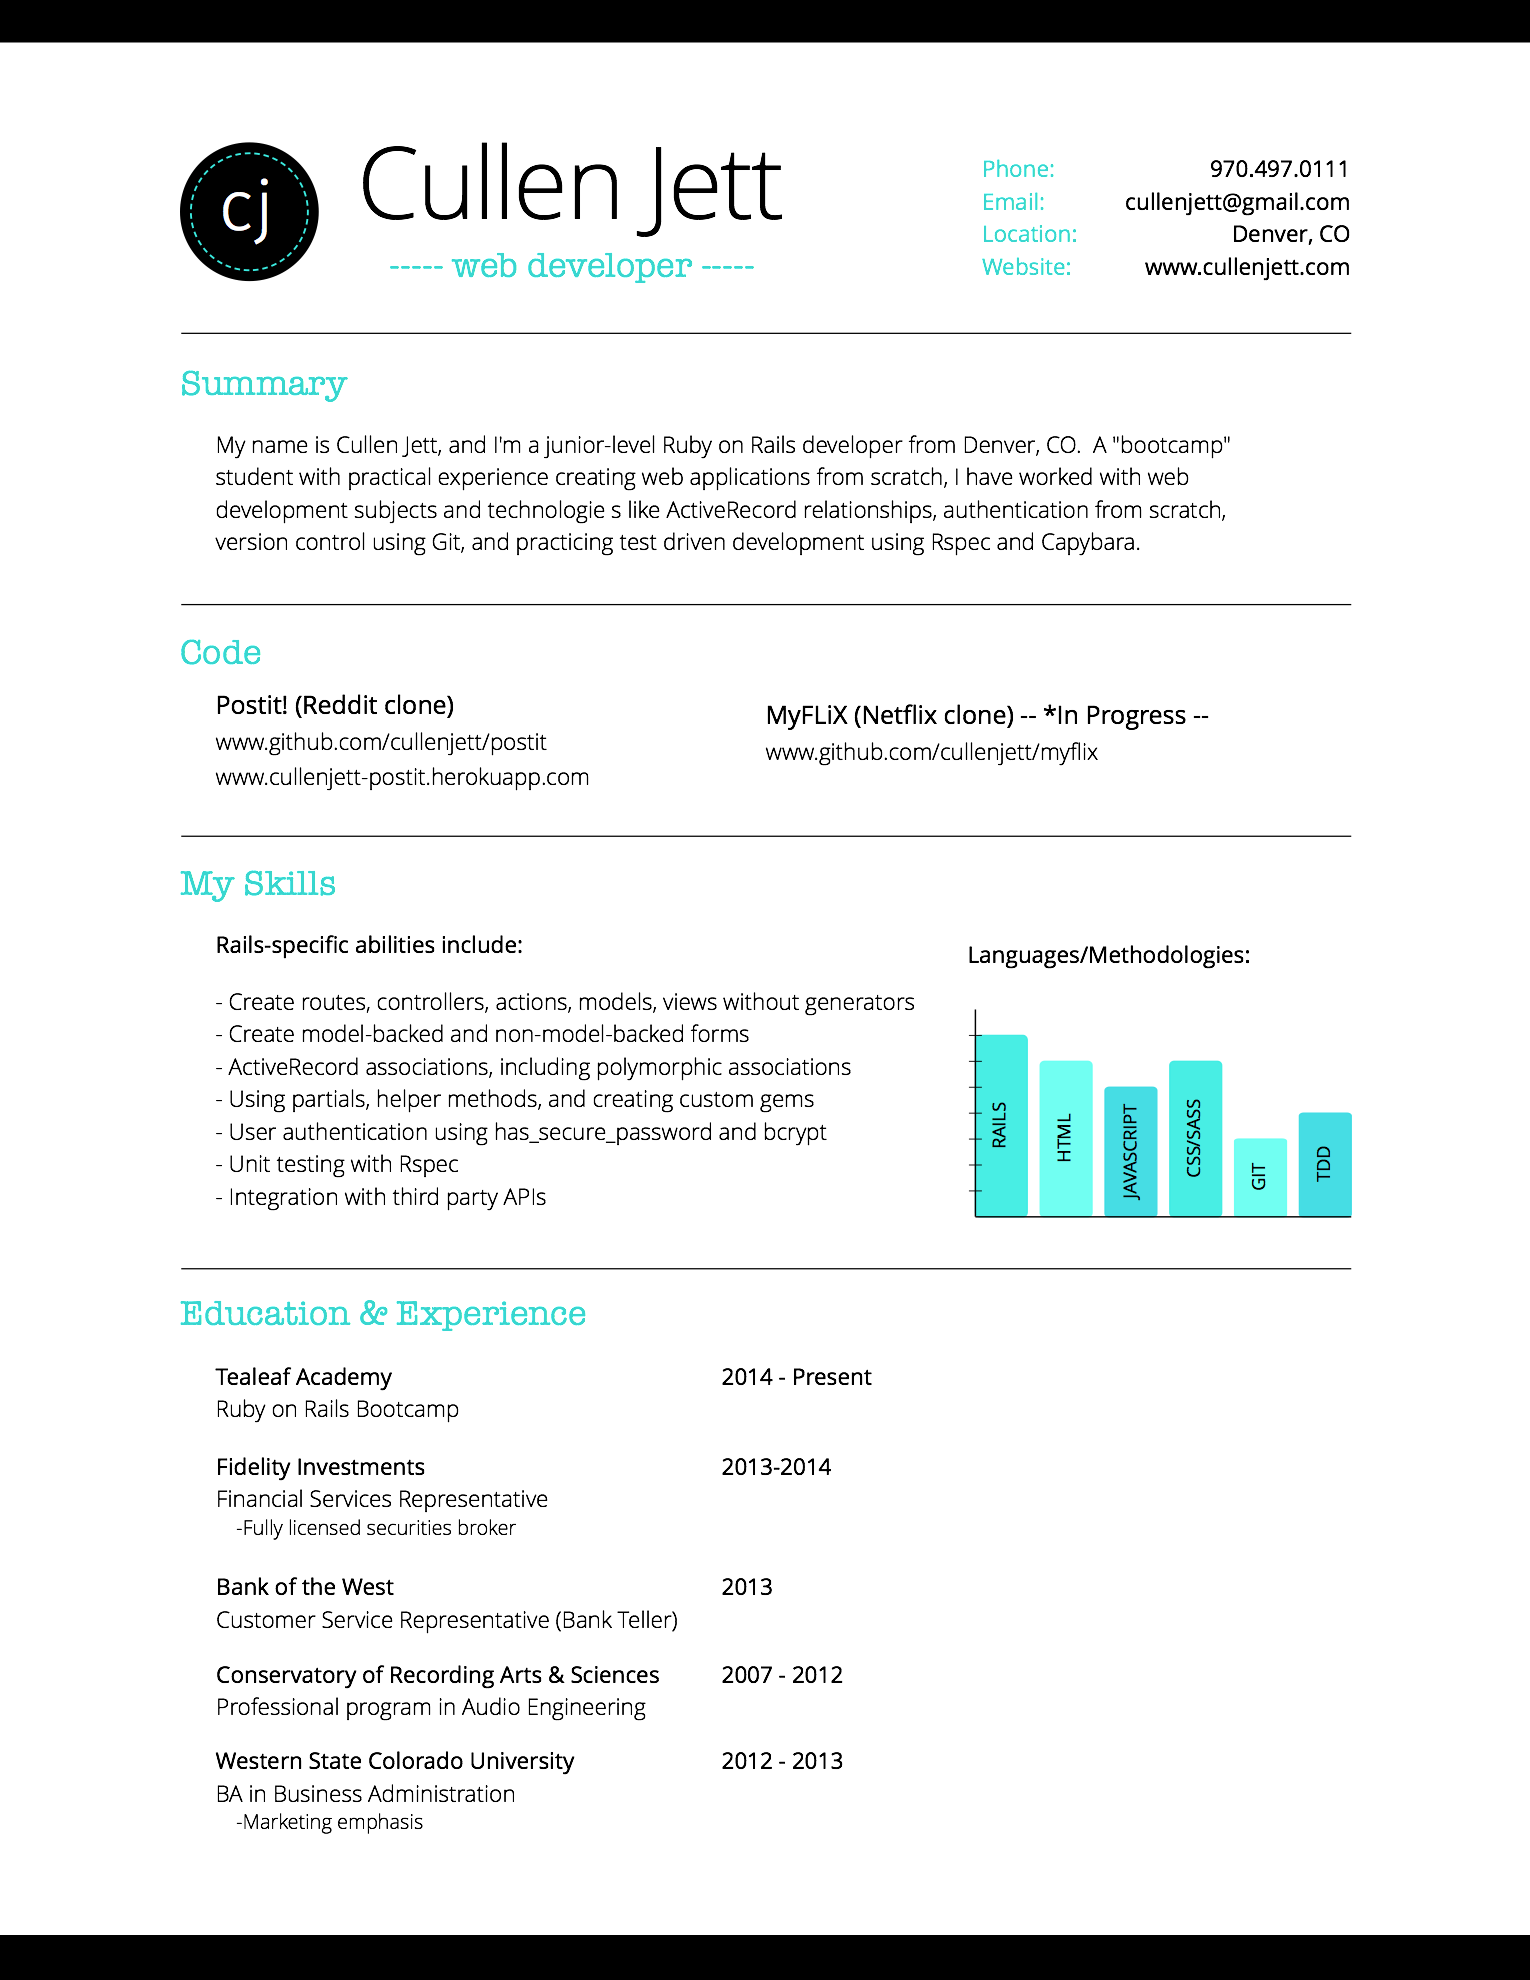 cj
Cullen Jett
----- web developer -----
Phone: 970.497.0111
Email: cullenjett@gmail.com
Location: Denver, CO
Website: www.cullenjett.com
Summary
My name is Cullen Jett, and I'm a junior-level Ruby on Rails developer from Denver, CO.  A "bootcamp"
student with practical experience creating web applications from scratch, I have worked with web
development subjects and technologie s like ActiveRecord relationships, authentication from scratch,
version control using Git, and practicing test driven development using Rspec and Capybara.
Code
Postit! (Reddit clone)
www.github.com/cullenjett/postit
www.cullenjett-postit.herokuapp.com
MyFLiX (Netflix clone) -- *In Progress --
www.github.com/cullenjett/myflix
My Skills
Rails-specific abilities include:
- Create routes, controllers, actions, models, views without generators
- Create model-backed and non-model-backed forms
- ActiveRecord associations, including polymorphic associations
- Using partials, helper methods, and creating custom gems
- User authentication using has_secure_password and bcrypt
- Unit testing with Rspec
- Integration with third party APIs
Languages/Methodologies:
RAILS
HTML
JAVASCRIPT
CSS/SASS
GIT
TDD
Education & Experience
Tealeaf Academy 2014 - Present
Ruby on Rails Bootcamp
Fidelity Investments 2013-2014
Financial Services Representative
-Fully licensed securities broker
Bank of the West 2013
Customer Service Representative (Bank Teller)
Conservatory of Recording Arts & Sciences 2007 - 2012
Professional program in Audio Engineering
Western State Colorado University 2012 - 2013
BA in Business Administration
-Marketing emphasis